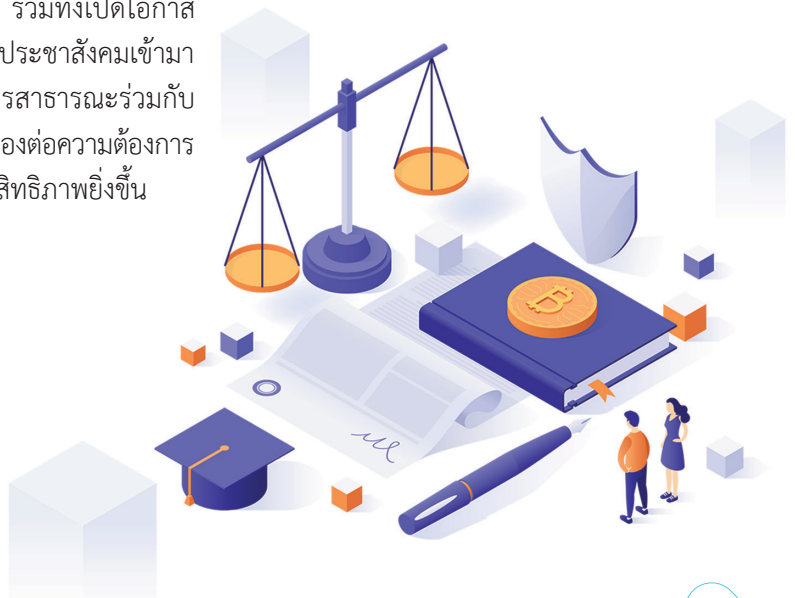 รวมทั้งเปิดโอกาส
ประชาสังคมเข้ามา
รสาธารณะร่วมกับ
องต่อความต้องการ
สิทธิภาพยิ่งขึ้น